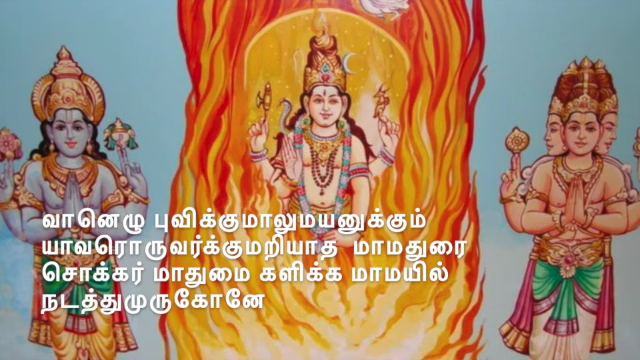 வானெழு புவிக்குமாலுமயனுக்கும்
யாவரொருவர்க்குமறியாத மாமதுரை
சொக்கர் மாதுமை களிக்க மாமயில்
நடத்துமுருகோனே